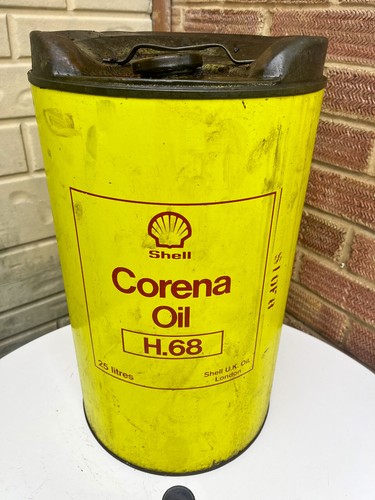 Shell
Corena
Oil
H.68
25 litres
Shell U.K. Oil
London